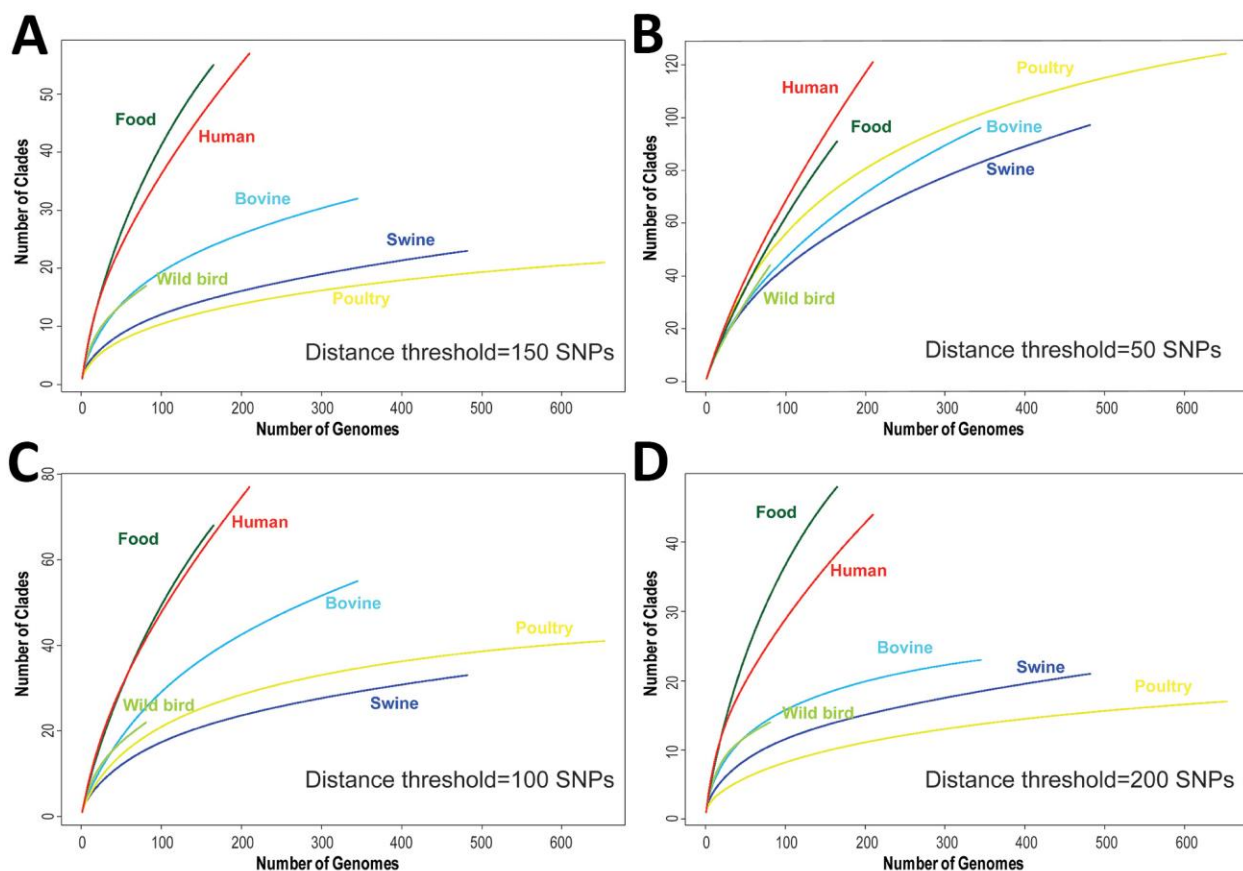 A
Number of Clades
0 10 20 30 40 50
Food
Human
Bovine
Swine
Wild bird
Poultry
Distance threshold=150 SNPs
0 100 200 300 400 500 600
Number of Genomes
B
Number of Clades
0 20 40 60 80 100 120
Human
Poultry
Food
Bovine
Swine
Wild bird
Distance threshold=50 SNPs
0 100 200 300 400 500 600
Number of Genomes
C
Number of Clades
0 20 40 60 80
Food
Human
Bovine
Poultry
Wild bird
Swine
Distance threshold=100 SNPs
0 100 200 300 400 500 600
Number of Genomes
D
Number of Clades
0 10 20 30 40
Food
Human
Bovine
Swine
Poultry
Wild bird
Distance threshold=200 SNPs
0 100 200 300 400 500 600
Number of Genomes